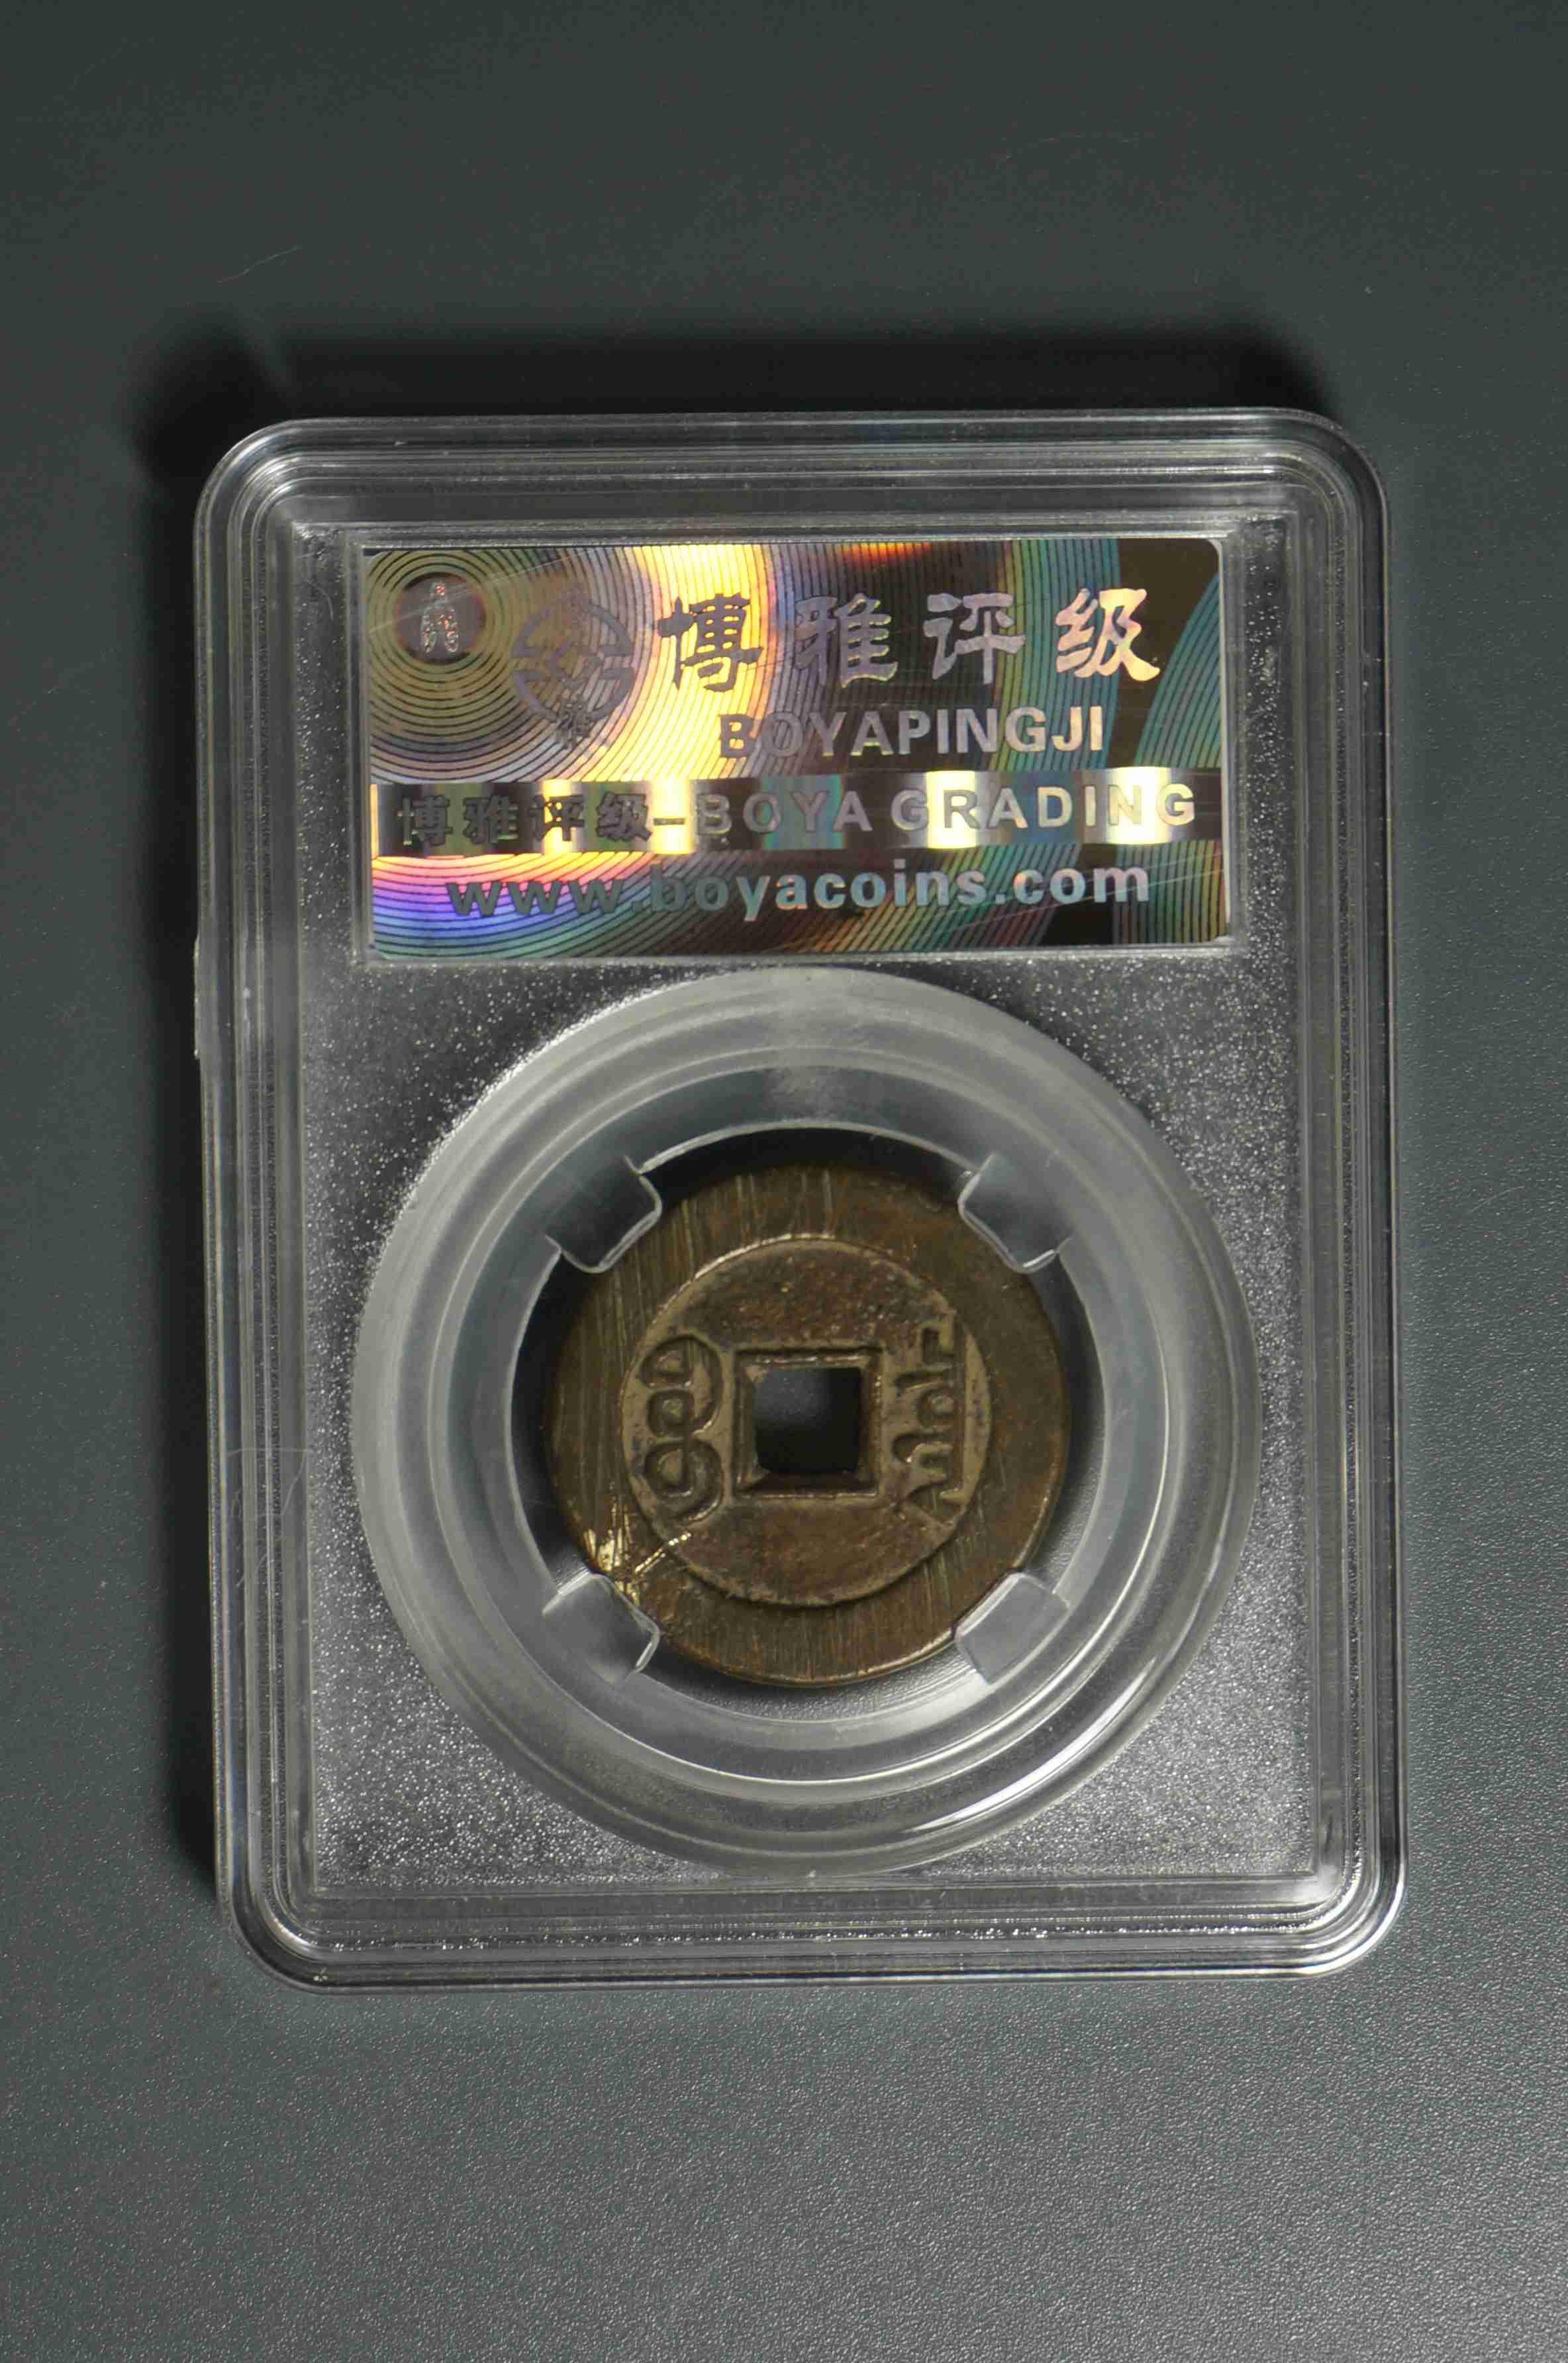 博雅评级
BOYAPINGJI
博雅评级-BOYA GRADING
www.boyacoins.com